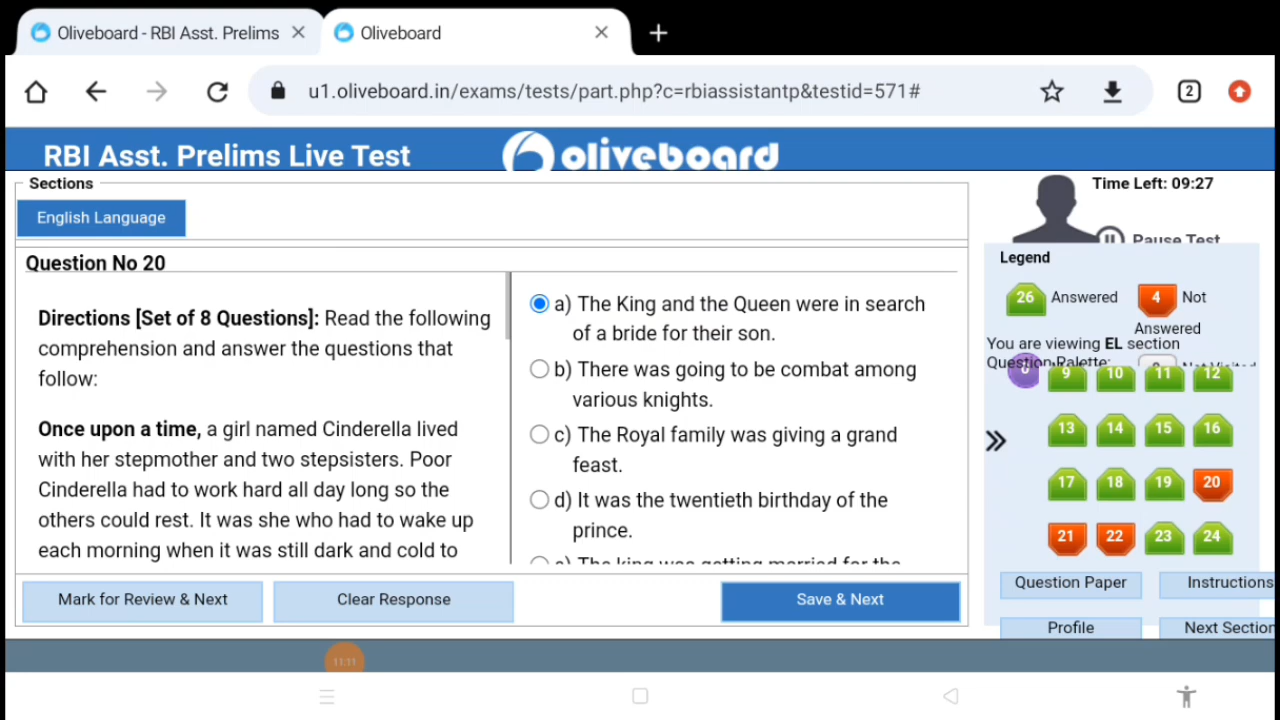 Oliveboard - RBI Asst. Prelims
Oliveboard
u1.oliveboard.in/exams/tests/part.php?c=rbiassistantp&testid=571#
2
RBI Asst. Prelims Live Test
oliveboard
Sections
English Language
Time Left: 09:27
Pause Test
Question No 20
Directions [Set of 8 Questions]: Read the following
comprehension and answer the questions that
follow:
Once upon a time, a girl named Cinderella lived
with her stepmother and two stepsisters. Poor
Cinderella had to work hard all day long so the
others could rest. It was she who had to wake up
each morning when it was still dark and cold to
a) The King and the Queen were in search
of a bride for their son.
b) There was going to be combat among
various knights.
c) The Royal family was giving a grand
feast.
d) It was the twentieth birthday of the
prince.
Legend
26 Answered 4 Not
Answered
You are viewing EL section
Question Palette:
9 10 11 12
13 14 15 16
17 18 19 20
21 22 23 24
Question Paper Instructions
Profile Next Section
Mark for Review & Next Clear Response Save & Next
11:11